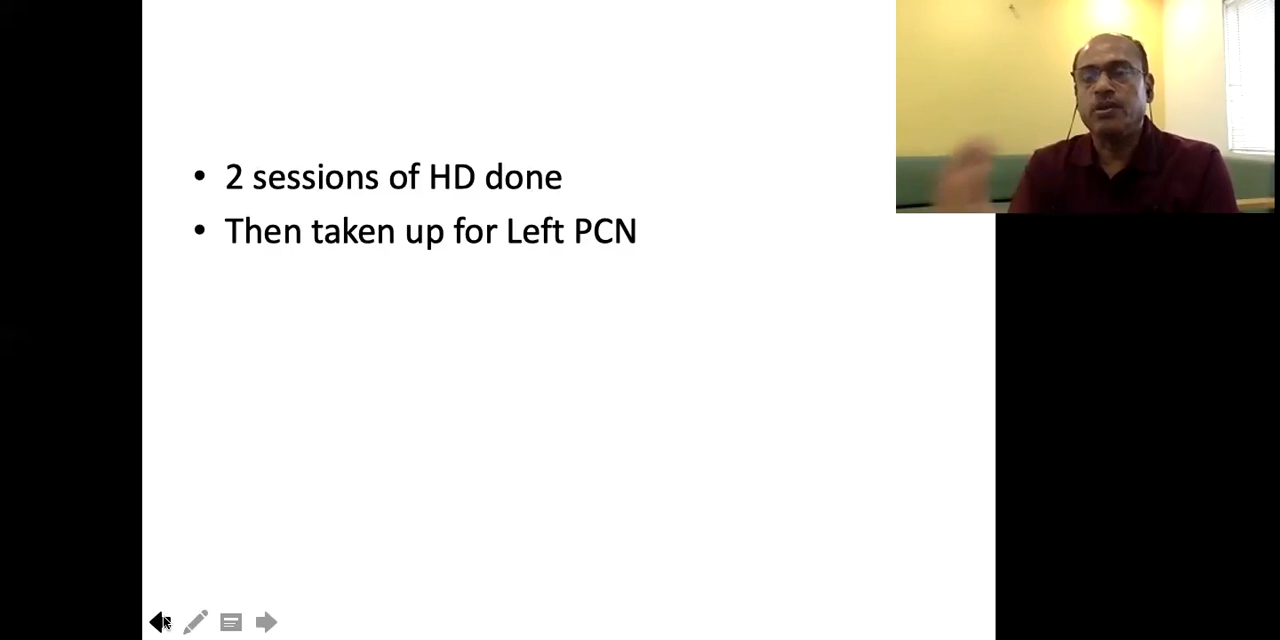 • 2 sessions of HD done
• Then taken up for Left PCN